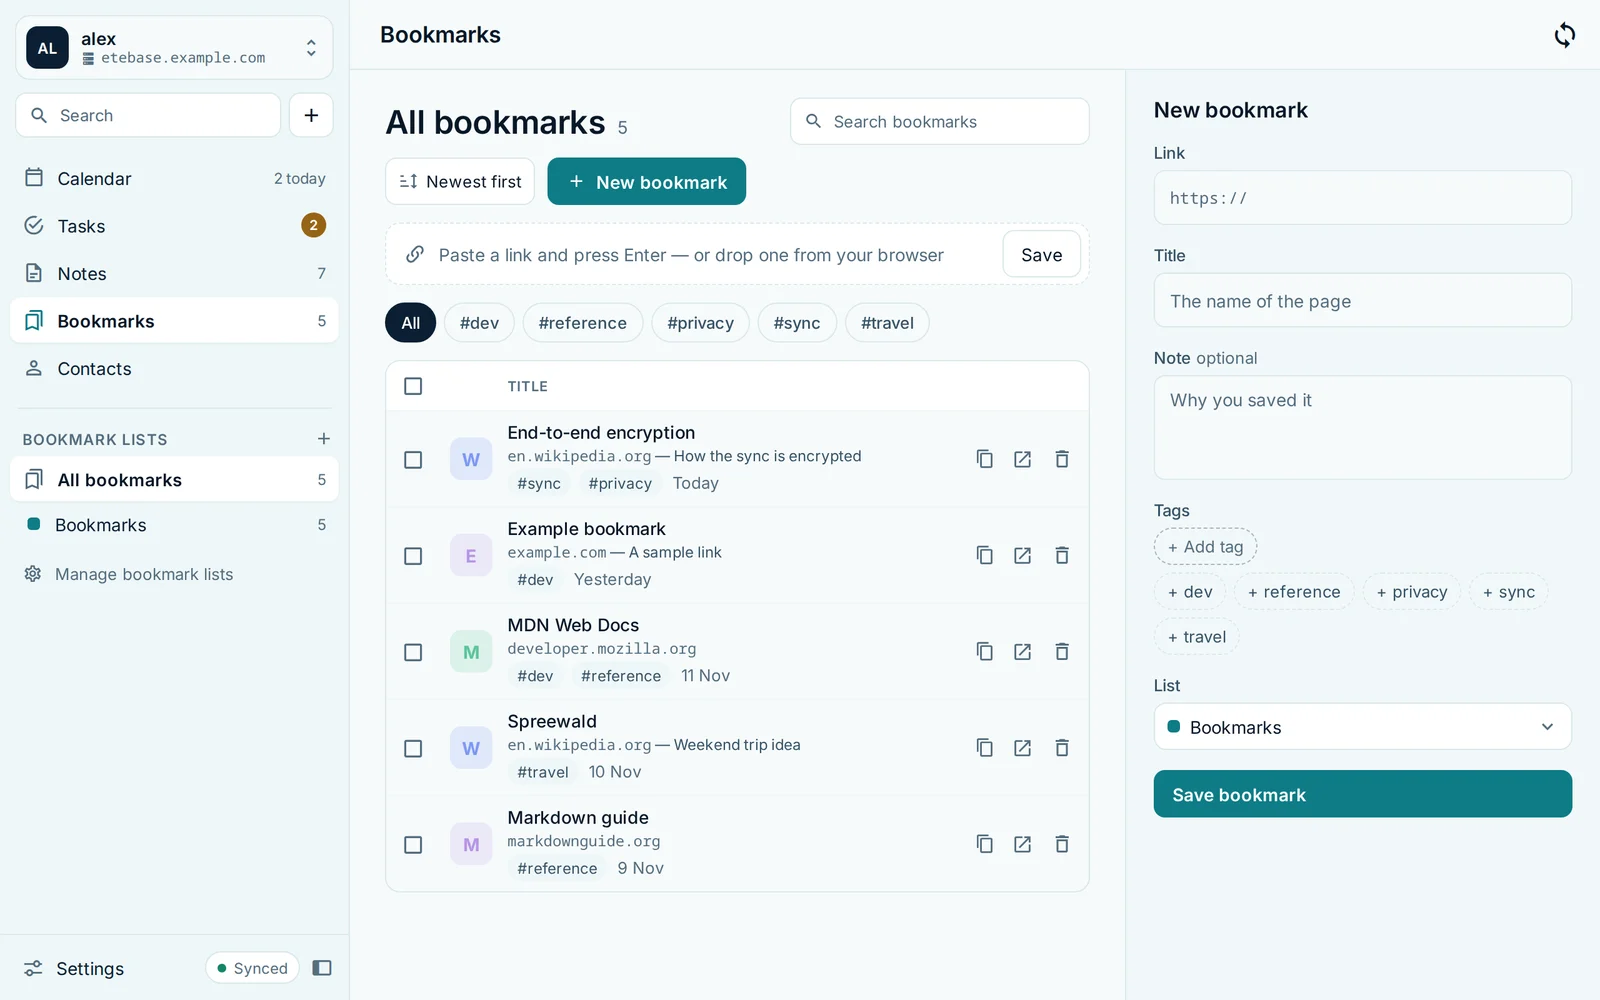 AL
alex
etebase.example.com
Search
Calendar 2 today
Tasks 2
Notes 7
Bookmarks 5
Contacts
BOOKMARK LISTS
All bookmarks 5
Bookmarks 5
Manage bookmark lists
Settings
Synced
Bookmarks
All bookmarks 5
Search bookmarks
Newest first
+ New bookmark
Paste a link and press Enter — or drop one from your browser
Save
All #dev #reference #privacy #sync #travel
TITLE
W
End-to-end encryption
en.wikipedia.org — How the sync is encrypted
#sync #privacy Today
E
Example bookmark
example.com — A sample link
#dev Yesterday
M
MDN Web Docs
developer.mozilla.org
#dev #reference 11 Nov
W
Spreewald
en.wikipedia.org — Weekend trip idea
#travel 10 Nov
M
Markdown guide
markdownguide.org
#reference 9 Nov
New bookmark
Link
https://
Title
The name of the page
Note optional
Why you saved it
Tags
+ Add tag
+ dev + reference + privacy + sync
+ travel
List
Bookmarks
Save bookmark